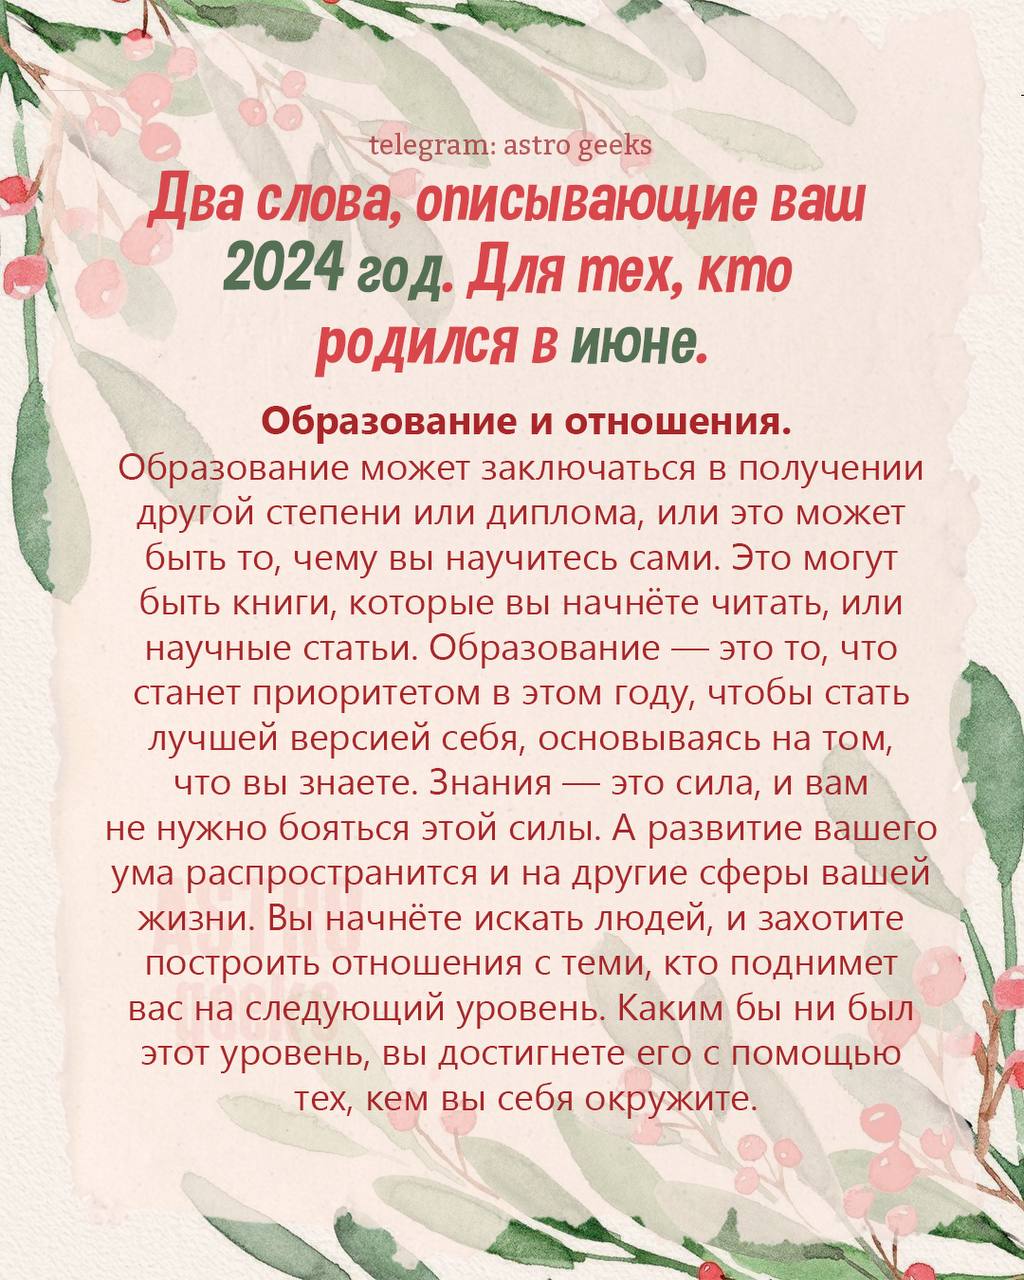 telegram: astro geeks
Два слова, описывающие ваш
2024 год. Для тех, кто
родился в июне.
Образование и отношения.
Образование может заключаться в получении
другой степени или диплома, или это может
быть то, чему вы научитесь сами. Это могут
быть книги, которые вы начнёте читать, или
научные статьи. Образование — это то, что
станет приоритетом в этом году, чтобы стать
лучшей версией себя, основываясь на том,
что вы знаете. Знания — это сила, и вам
не нужно бояться этой силы. А развитие вашего
ума распространится и на другие сферы вашей
жизни. Вы начнёте искать людей, и захотите
построить отношения с теми, кто поднимет
вас на следующий уровень. Каким бы ни был
этот уровень, вы достигнете его с помощью
тех, кем вы себя окружите.
ASTRO
geeks